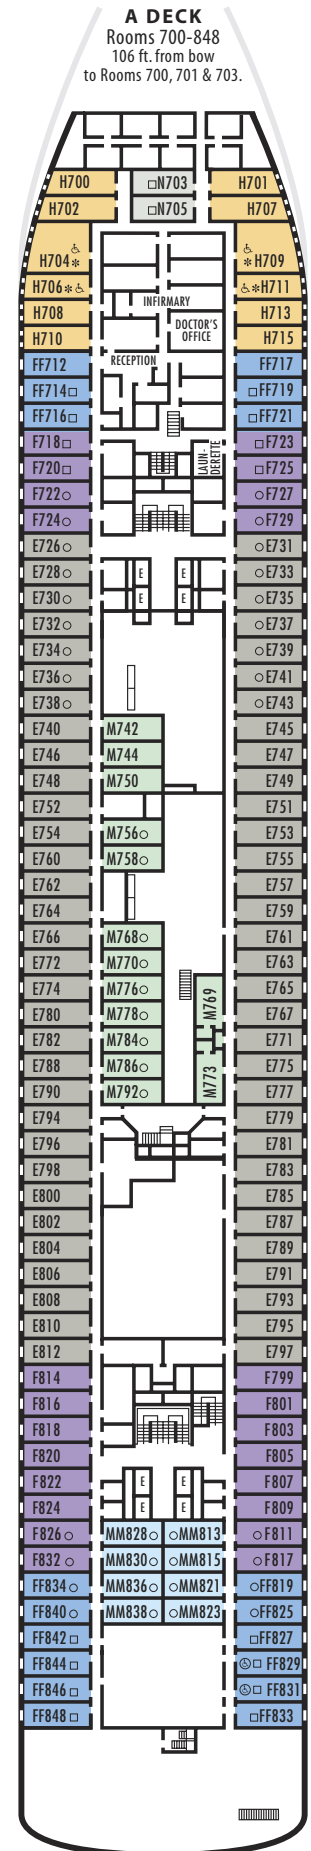 A DECK
Rooms 700-848
106 ft. from bow
to Rooms 700, 701 & 703.
H700 □N703 H701
H702 □N705 H707
H704✻ ✻H709
H706✻ ✻H711
INFIRMARY
H708 H713
DOCTOR'S
OFFICE
H710 H715
RECEPTION
FF712 FF717
FF714□ □FF719
FF716□ □FF721
F718□ □F723
LAUN-
DERETTE
F720□ □F725
F722○ ○F727
F724○ ○F729
E726○ ○E731
E728○ E E ○E733
E730○ E E ○E735
E732○ ○E737
E734○ ○E739
E736○ ○E741
E738○ ○E743
E740 M742 E745
E746 M744 E747
E748 M750 E749
E752 E751
E754 M756○ E753
E760 M758○ E755
E762 E757
E764 E759
E766 M768○ E761
E772 M770○ E763
E774 M776○ M769 E765
E780 M778○ E767
E782 M784○ E771
E788 M786○ M773 E775
E790 M792○ E777
E794 E779
E796 E781
E798 E783
E800 E785
E802 E787
E804 E789
E806 E791
E808 E793
E810 E795
E812 E797
F814 F799
F816 F801
F818 F803
F820 F805
F822 E E F807
F824 E E F809
F826○ MM828○ ○MM813 ○F811
F832○ MM830○ ○MM815 ○F817
FF834○ MM836○ ○MM821 ○FF819
FF840○ MM838○ ○MM823 ○FF825
FF842□ □FF827
FF844□ □FF829
FF846□ □FF831
FF848□ □FF833